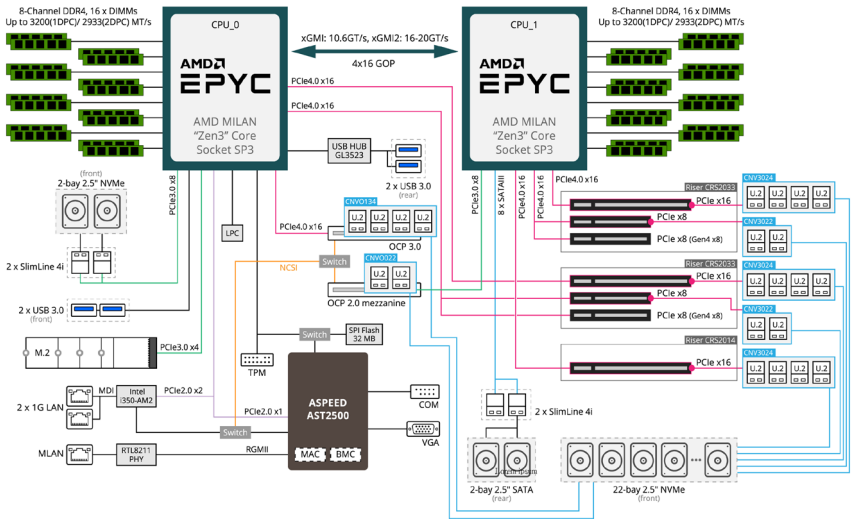 8-Channel DDR4, 16 x DIMMs
Up to 3200(1DPC)/ 2933(2DPC) MT/s
CPU_0
AMD
EPYC
AMD MILAN
"Zen3" Core
Socket SP3
xGMI: 10.6GT/s, xGMI2: 16-20GT/s
4x16 GOP
PCIe4.0 x16
PCIe4.0 x16
CPU_1
AMD
EPYC
AMD MILAN
"Zen3" Core
Socket SP3
8-Channel DDR4, 16 x DIMMs
Up to 3200(1DPC)/ 2933(2DPC) MT/s
USB HUB
GL3523
2 x USB 3.0
(rear)
(front)
2-bay 2.5" NVMe
2 x SlimLine 4i
PCIe3.0 x8
LPC
PCIe4.0 x16
CNVO134
U.2 U.2 U.2 U.2
OCP 3.0
NCSI
Switch
CNVO022
U.2 U.2
OCP 2.0 mezzanine
PCIe3.0 x8
8 x SATAIII
PCIe4.0 x16
PCIe4.0 x16
PCIe4.0 x16
Riser CRS2033
PCIe x16
PCIe x8
PCIe x8 (Gen4 x8)
CNV3024
U.2 U.2 U.2 U.2
CNV3022
U.2 U.2
Riser CRS2033
PCIe x16
PCIe x8
PCIe x8 (Gen4 x8)
CNV3024
U.2 U.2 U.2 U.2
CNV3022
U.2 U.2
Riser CRS2014
PCIe x16
CNV3024
U.2 U.2 U.2 U.2
2 x USB 3.0
(front)
M.2
PCIe3.0 x4
Switch
SPI Flash
32 MB
TPM
ASPEED
AST2500
MAC
BMC
COM
VGA
2 x 1G LAN
MDI
Intel
i350-AM2
PCIe2.0 x2
PCIe2.0 x1
Switch
MLAN
RTL8211
PHY
RGMII
2 x SlimLine 4i
Lorem ipsum
2-bay 2.5" SATA
(rear)
22-bay 2.5" NVMe
(front)